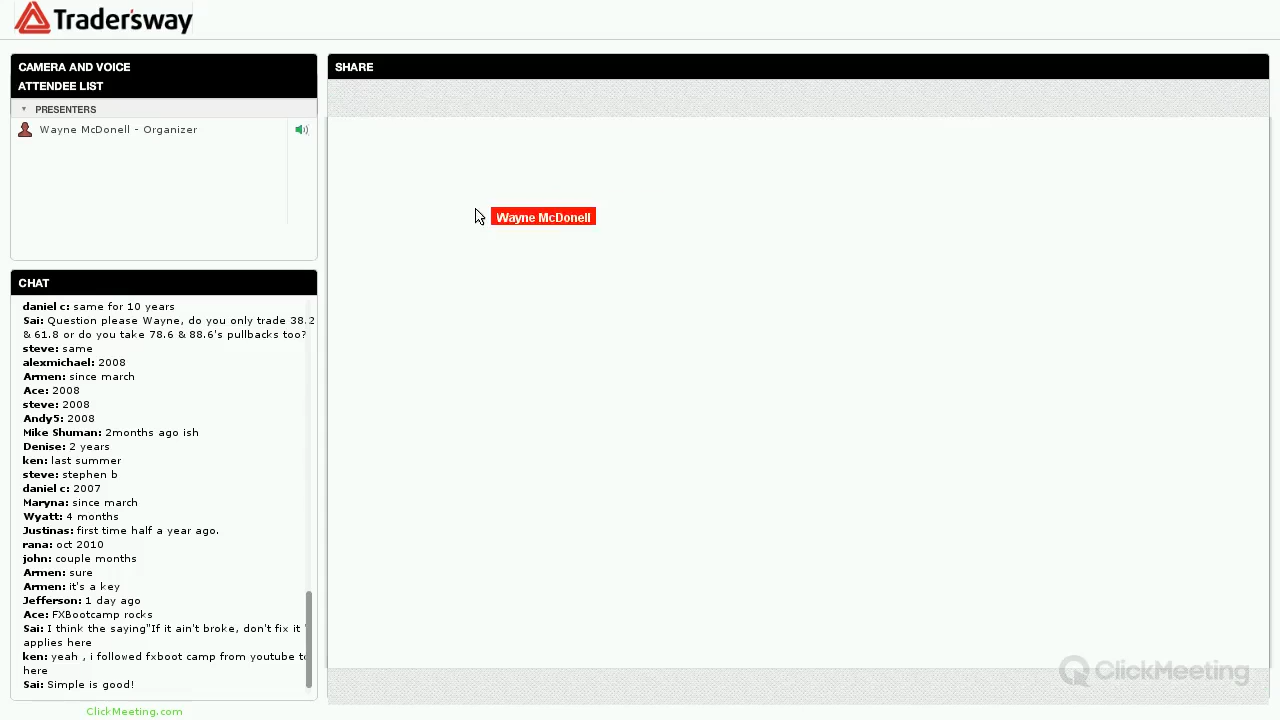 Trader'sway
CAMERA AND VOICE
ATTENDEE LIST
PRESENTERS
Wayne McDonell - Organizer
SHARE
Wayne McDonell
CHAT
daniel c: same for 10 years
Sai: Question please Wayne, do you only trade 38.2
& 61.8 or do you take 78.6 & 88.6's pullbacks too?
steve: same
alexmichael: 2008
Armen: since march
Ace: 2008
steve: 2008
Andy5: 2008
Mike Shuman: 2months ago ish
Denise: 2 years
ken: last summer
steve: stephen b
daniel c: 2007
Maryna: since march
Wyatt: 4 months
Justinas: first time half a year ago.
rana: oct 2010
john: couple months
Armen: sure
Armen: it's a key
Jefferson: 1 day ago
Ace: FXBootcamp rocks
Sai: I think the saying"If it ain't broke, don't fix it "
applies here
ken: yeah , i followed fxboot camp from youtube to
here
Sai: Simple is good!
ClickMeeting
ClickMeeting.com